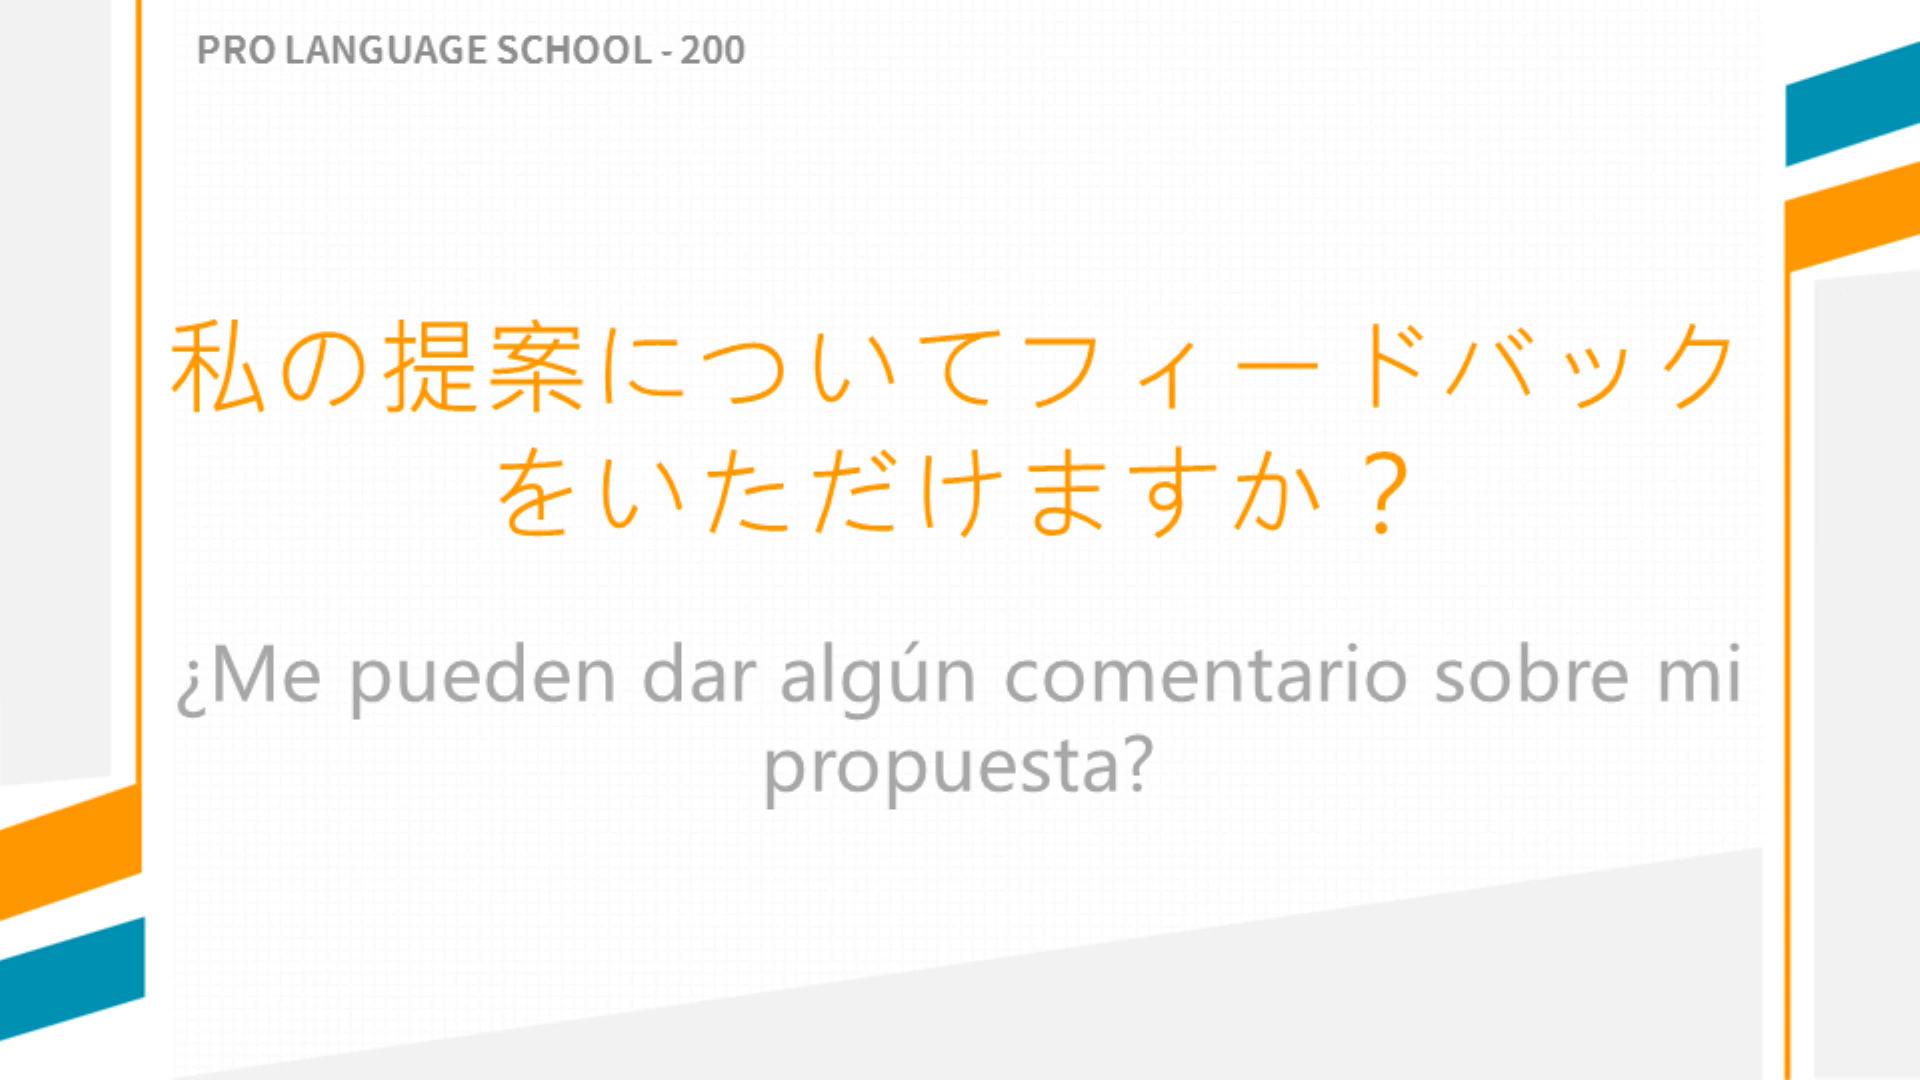 PRO LANGUAGE SCHOOL - 200
私の提案についてフィードバック
をいただけますか？
¿Me pueden dar algún comentario sobre mi
propuesta?